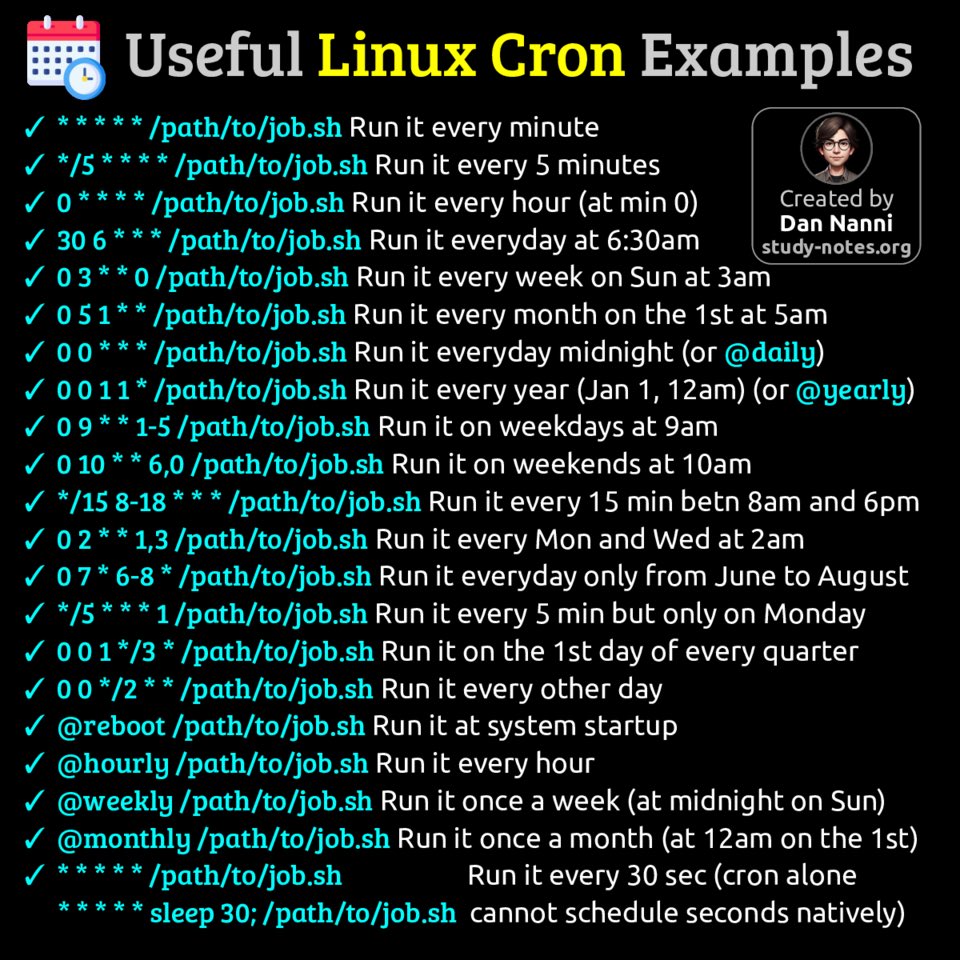 Useful Linux Cron Examples
✓ * * * * * /path/to/job.sh Run it every minute
✓ */5 * * * * /path/to/job.sh Run it every 5 minutes
✓ 0 * * * * /path/to/job.sh Run it every hour (at min 0)
✓ 30 6 * * * /path/to/job.sh Run it everyday at 6:30am
✓ 0 3 * * 0 /path/to/job.sh Run it every week on Sun at 3am
✓ 0 5 1 * * /path/to/job.sh Run it every month on the 1st at 5am
✓ 0 0 * * * /path/to/job.sh Run it everyday midnight (or @daily)
✓ 0 0 1 1 * /path/to/job.sh Run it every year (Jan 1, 12am) (or @yearly)
✓ 0 9 * * 1-5 /path/to/job.sh Run it on weekdays at 9am
✓ 0 10 * * 6,0 /path/to/job.sh Run it on weekends at 10am
✓ */15 8-18 * * * /path/to/job.sh Run it every 15 min betn 8am and 6pm
✓ 0 2 * * 1,3 /path/to/job.sh Run it every Mon and Wed at 2am
✓ 0 7 * 6-8 * /path/to/job.sh Run it everyday only from June to August
✓ */5 * * * 1 /path/to/job.sh Run it every 5 min but only on Monday
✓ 0 0 1 */3 * /path/to/job.sh Run it on the 1st day of every quarter
✓ 0 0 */2 * * /path/to/job.sh Run it every other day
✓ @reboot /path/to/job.sh Run it at system startup
✓ @hourly /path/to/job.sh Run it every hour
✓ @weekly /path/to/job.sh Run it once a week (at midnight on Sun)
✓ @monthly /path/to/job.sh Run it once a month (at 12am on the 1st)
✓ * * * * * /path/to/job.sh Run it every 30 sec (cron alone
* * * * * sleep 30; /path/to/job.sh cannot schedule seconds natively)
Created by
Dan Nanni
study-notes.org